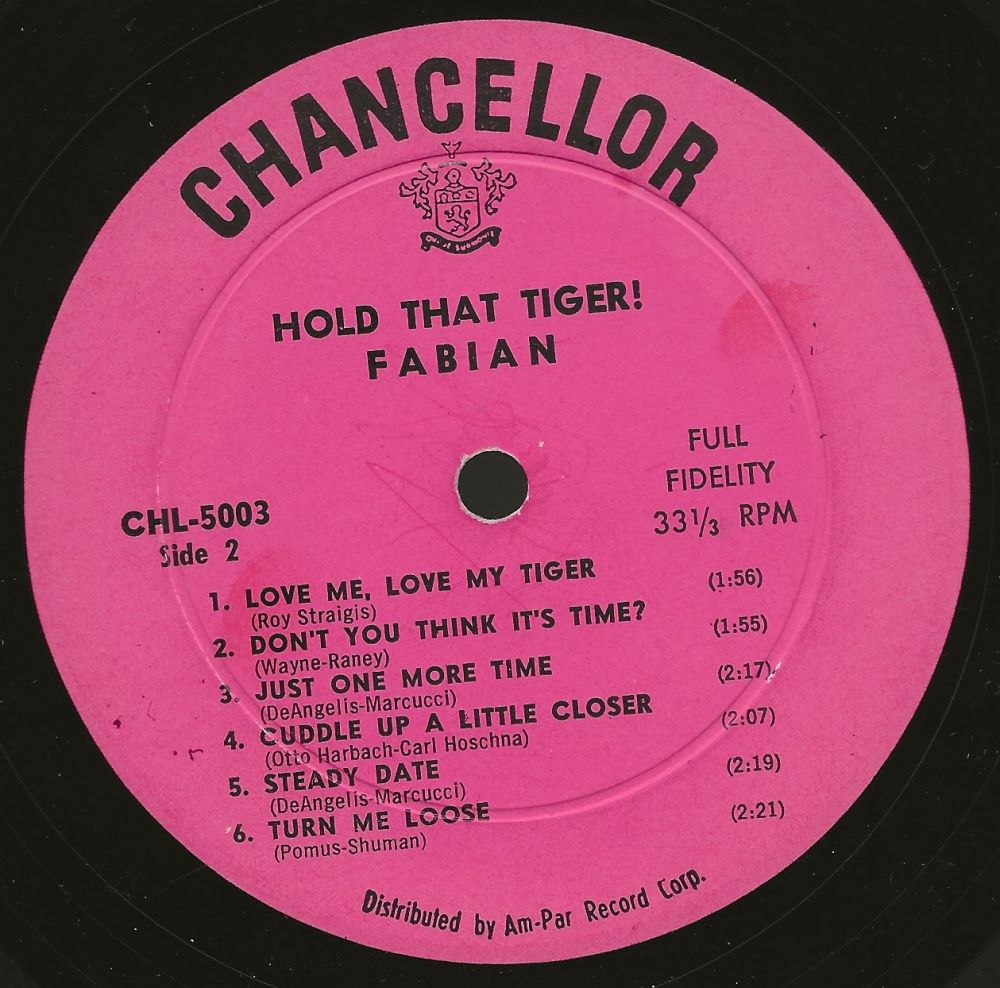 CHANCELLOR
HOLD THAT TIGER!
FABIAN
FULL
FIDELITY
33 1/3 RPM
CHL-5003
Side 2
1. LOVE ME, LOVE MY TIGER (1:56)
(Roy Straigis)
2. DON'T YOU THINK IT'S TIME? (1:55)
(Wayne-Raney)
3. JUST ONE MORE TIME (2:17)
(DeAngelis-Marcucci)
4. CUDDLE UP A LITTLE CLOSER (2:07)
(Otto Harbach-Carl Hoschna)
5. STEADY DATE (2:19)
(DeAngelis-Marcucci)
6. TURN ME LOOSE (2:21)
(Pomus-Shuman)
Distributed by Am-Par Record Corp.